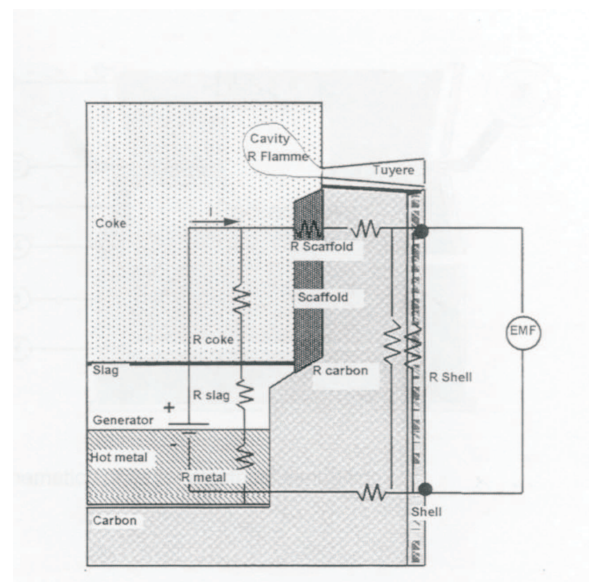 Cavity
R Flamme
Tuyere
Coke
I
R Scaffold
Scaffold
EMF
R coke
Slag
R carbon
R Shell
R slag
+
Generator
-
Hot metal
R metal
Shell
Carbon